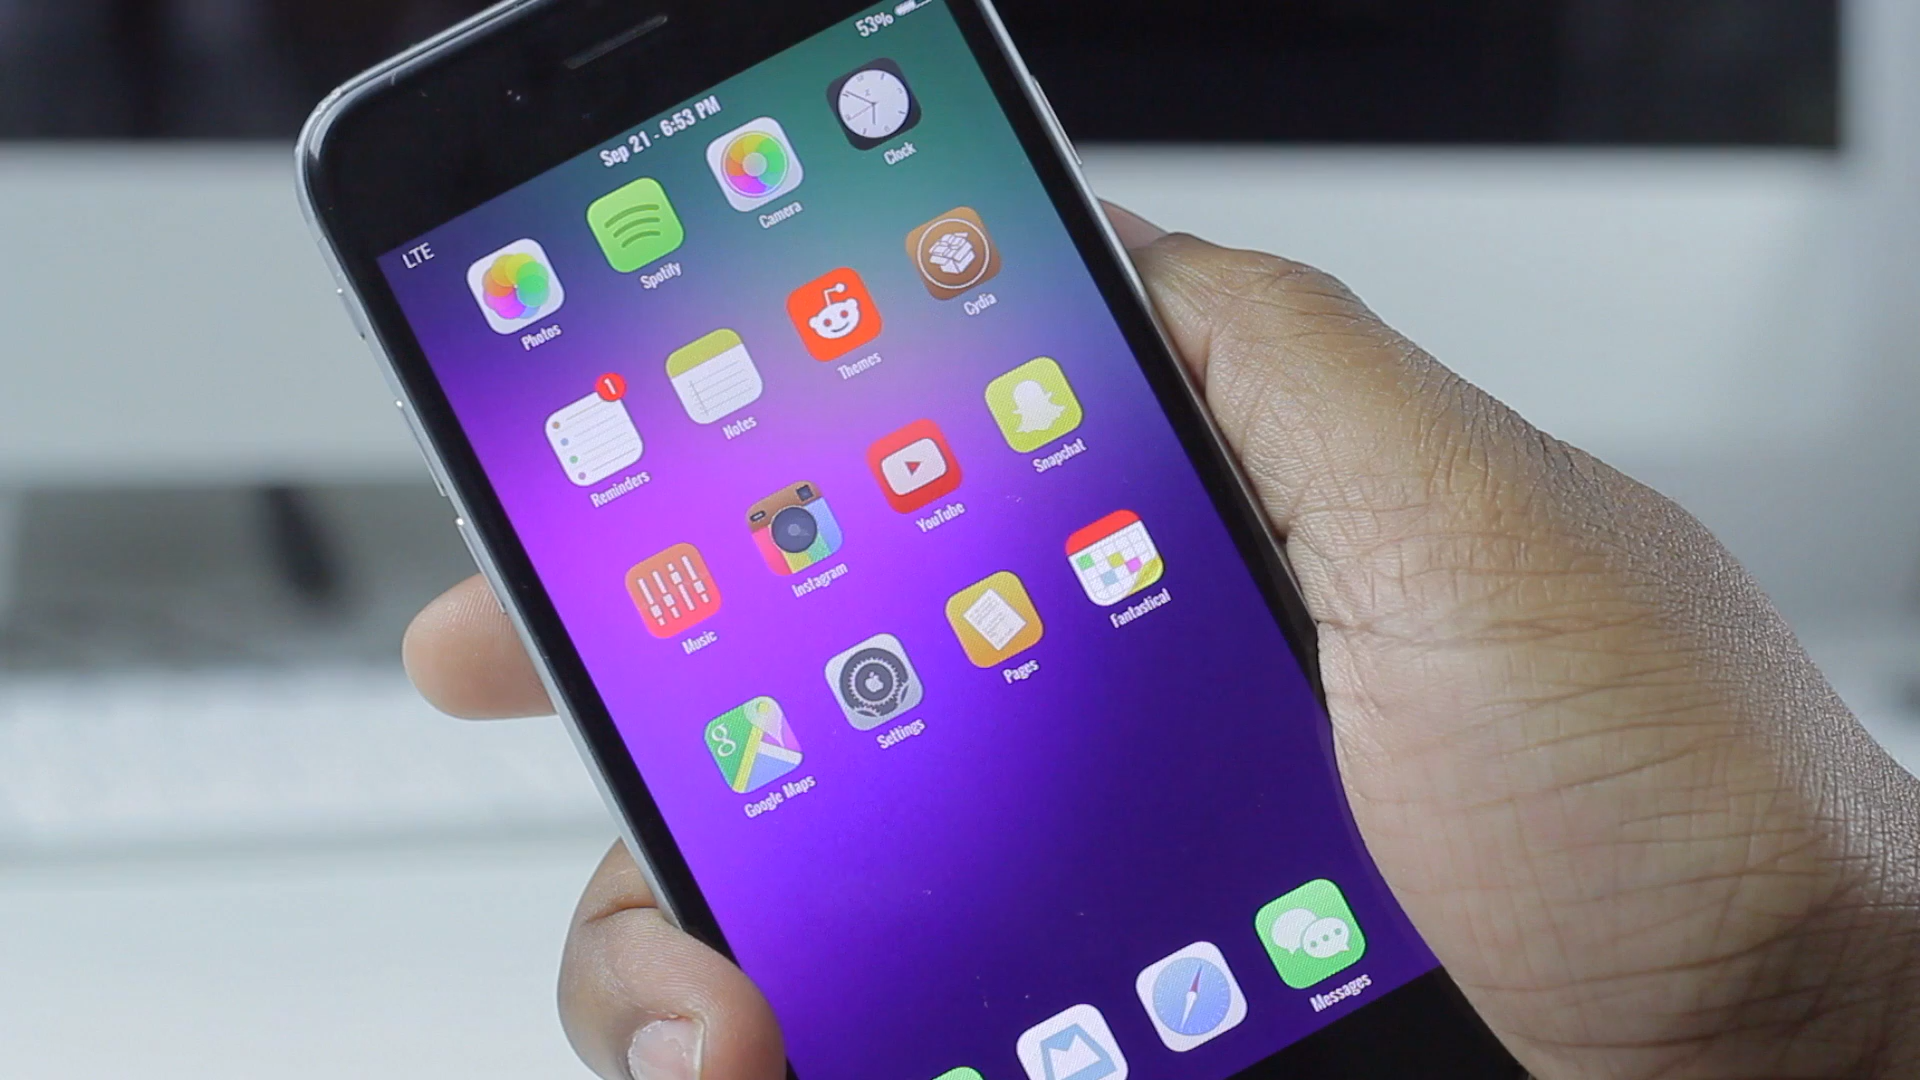 LTE
Sep 21 - 6:53 PM
53%
Photos
Spotify
Camera
Clock
1
Reminders
Notes
Themes
Cydia
Music
Instagram
YouTube
Snapchat
g
Google Maps
Settings
Pages
Fantastical
Messages